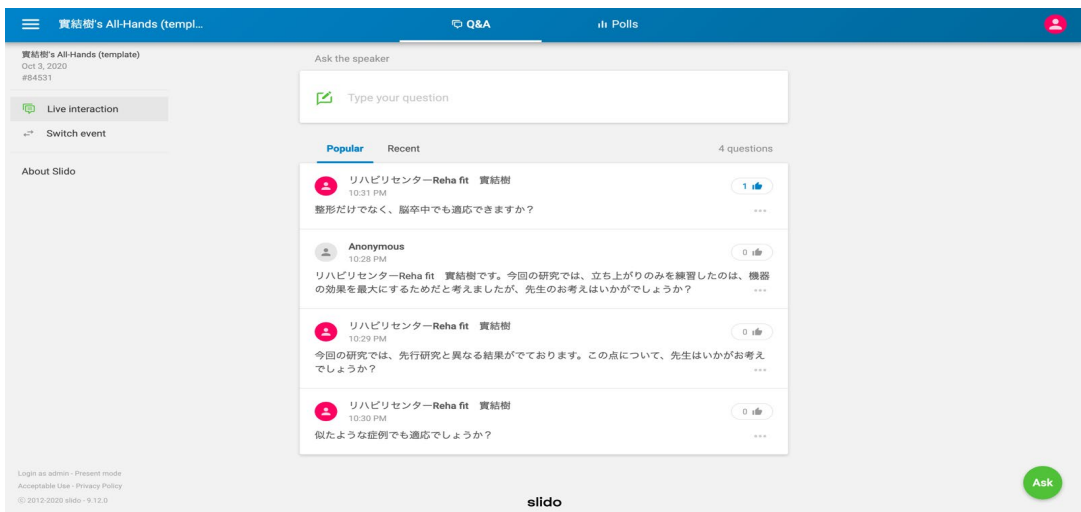 實結樹's All-Hands (templ...
Q&A
Polls
實結樹's All-Hands (template)
Oct 3, 2020
#84531
Live interaction
Switch event
About Slido
Ask the speaker
Type your question
Popular
Recent
4 questions
リハビリセンターReha fit　實結樹
10:31 PM
1
整形だけでなく、脳卒中でも適応できますか？
Anonymous
10:28 PM
0
リハビリセンターReha fit　實結樹です。今回の研究では、立ち上がりのみを練習したのは、機器
の効果を最大にするためだと考えましたが、先生のお考えはいかがでしょうか？
リハビリセンターReha fit　實結樹
10:29 PM
0
今回の研究では、先行研究と異なる結果がでております。この点について、先生はいかがお考え
でしょうか？
リハビリセンターReha fit　實結樹
10:30 PM
0
似たような症例でも適応でしょうか？
Login as admin - Present mode
Acceptable Use - Privacy Policy
© 2012-2020 slido - 9.12.0
slido
Ask